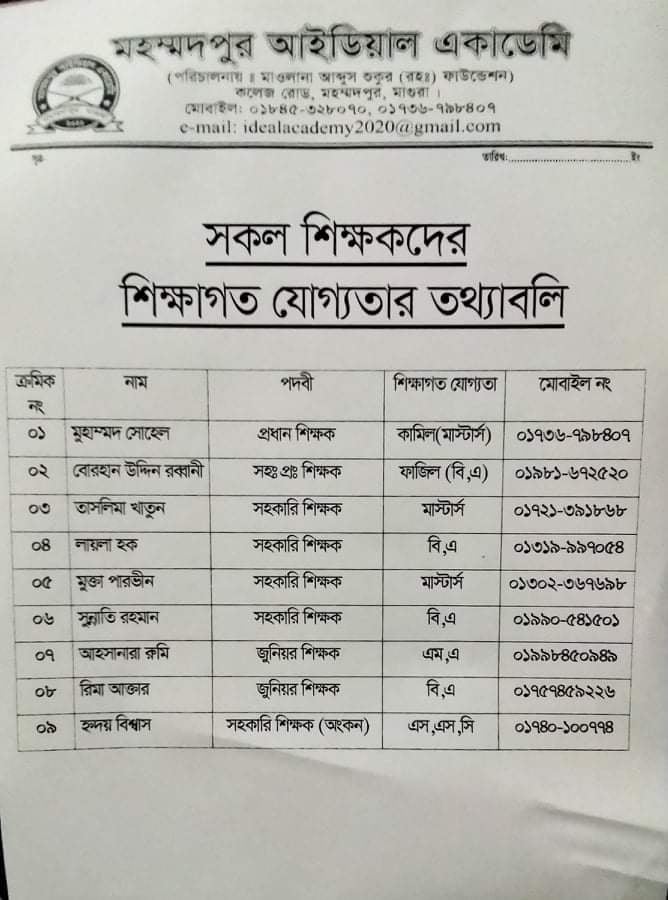 মহম্মদপুর আইডিয়াল একাডেমি
(পরিচালনায় ঃ মাওলানা আব্দুস শুকুর (রহঃ) ফাউন্ডেশন)
কলেজ রোড, মহম্মদপুর, মাগুরা ।
মোবাইল: ০১৮৪৫-৩২৮০৭০, ০১৭৩৬-৭৯৮৪০৭
e-mail: idealacademy2020@gmail.com
সূত্র তারিখ:.................................ইং
সকল শিক্ষকদের
শিক্ষাগত যোগ্যতার তথ্যাবলি
ক্রমিক নং নাম পদবী শিক্ষাগত যোগ্যতা মোবাইল নং
০১ মুহাম্মদ সোহেল প্রধান শিক্ষক কামিল(মাস্টার্স) ০১৭৩৬-৭৯৮৪০৭
০২ বোরহান উদ্দিন রব্বানী সহঃ প্রঃ শিক্ষক ফাজিল (বি,এ) ০১৯৮১-৬৭২৫২০
০৩ তাসলিমা খাতুন সহকারি শিক্ষক মাস্টার্স ০১৭২১-৩৯১৮৬৮
০৪ লায়লা হক সহকারি শিক্ষক বি,এ ০১৩১৯-৯৯৭০৫৪
০৫ মুক্তা পারভীন সহকারি শিক্ষক মাস্টার্স ০১৩০২-৩৬৭৬৯৮
০৬ সুন্নাতি রহমান সহকারি শিক্ষক বি,এ ০১৯৯০-৫৪১৫০১
০৭ আহসানারা রুমি জুনিয়র শিক্ষক এম,এ ০১৯৯৮৪৫০৯৪৯
০৮ রিমা আক্তার জুনিয়র শিক্ষক বি,এ ০১৭৫৭৪৫৯২২৬
০৯ হৃদয় বিশ্বাস সহকারি শিক্ষক (অংকন) এস,এস,সি ০১৭৪০-১০০৭৭৪